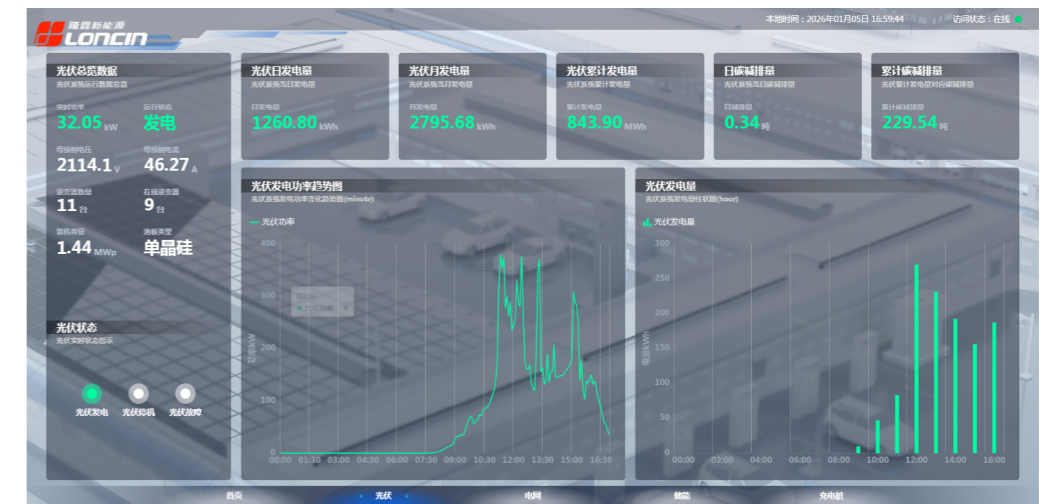 隆鑫新能源
LONCIN
本地时间：2026年01月05日 16:59:44
访问状态：在线
光伏总览数据
光伏系统运行数据总览
实时功率 运行状态
32.05 kW 发电
母线侧电压 母线侧电流
2114.1 V 46.27 A
逆变器数量 在线逆变器
11 台 9 台
装机容量 池板类型
1.44 MWp 单晶硅
光伏状态
光伏实时状态指示
光伏发电 光伏停机 光伏故障
光伏日发电量
光伏系统当日发电量
日发电量
1260.80 kWh
光伏月发电量
光伏系统当月发电量
月发电量
2795.68 kWh
光伏累计发电量
光伏系统累计发电量
累计发电量
843.90 MWh
日碳减排量
光伏系统当日碳减排量
日减排量
0.34 吨
累计碳减排量
光伏累计发电量对应碳减排量
累计碳减排量
229.54 吨
光伏发电功率趋势图
光伏系统发电功率变化趋势图(minute)
光伏功率
功率kW
400
300
200
100
0
00:00
00:00 01:30 03:00 04:30 06:00 07:30 09:00 10:30 12:00 13:30 15:00 16:30
光伏发电量
光伏系统发电量柱状图(hour)
光伏发电量
电量kWh
300
250
200
150
100
50
0
00:00 02:00 04:00 06:00 08:00 10:00 12:00 14:00 16:00
首页 光伏 电网 储能 充电桩